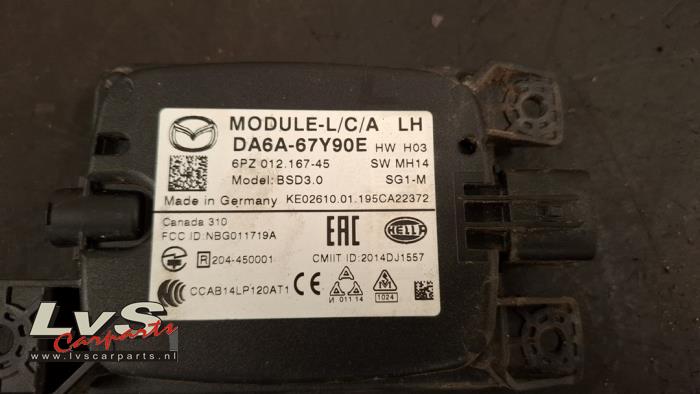 MODULE-L/C/A LH
DA6A-67Y90E HW H03
6PZ 012.167-45 SW MH14
Model: BSD3.0 SG1-M
Made in Germany KE02610.01.195CA22372
Canada 310
FCC ID: NBG011719A
EAC
HELLA
R 204-450001
CMIIT ID: 2014DJ1557
CCAB14LP120AT1 CE
И 011 14
1024
LvS
Carparts
www.lvscarparts.nl